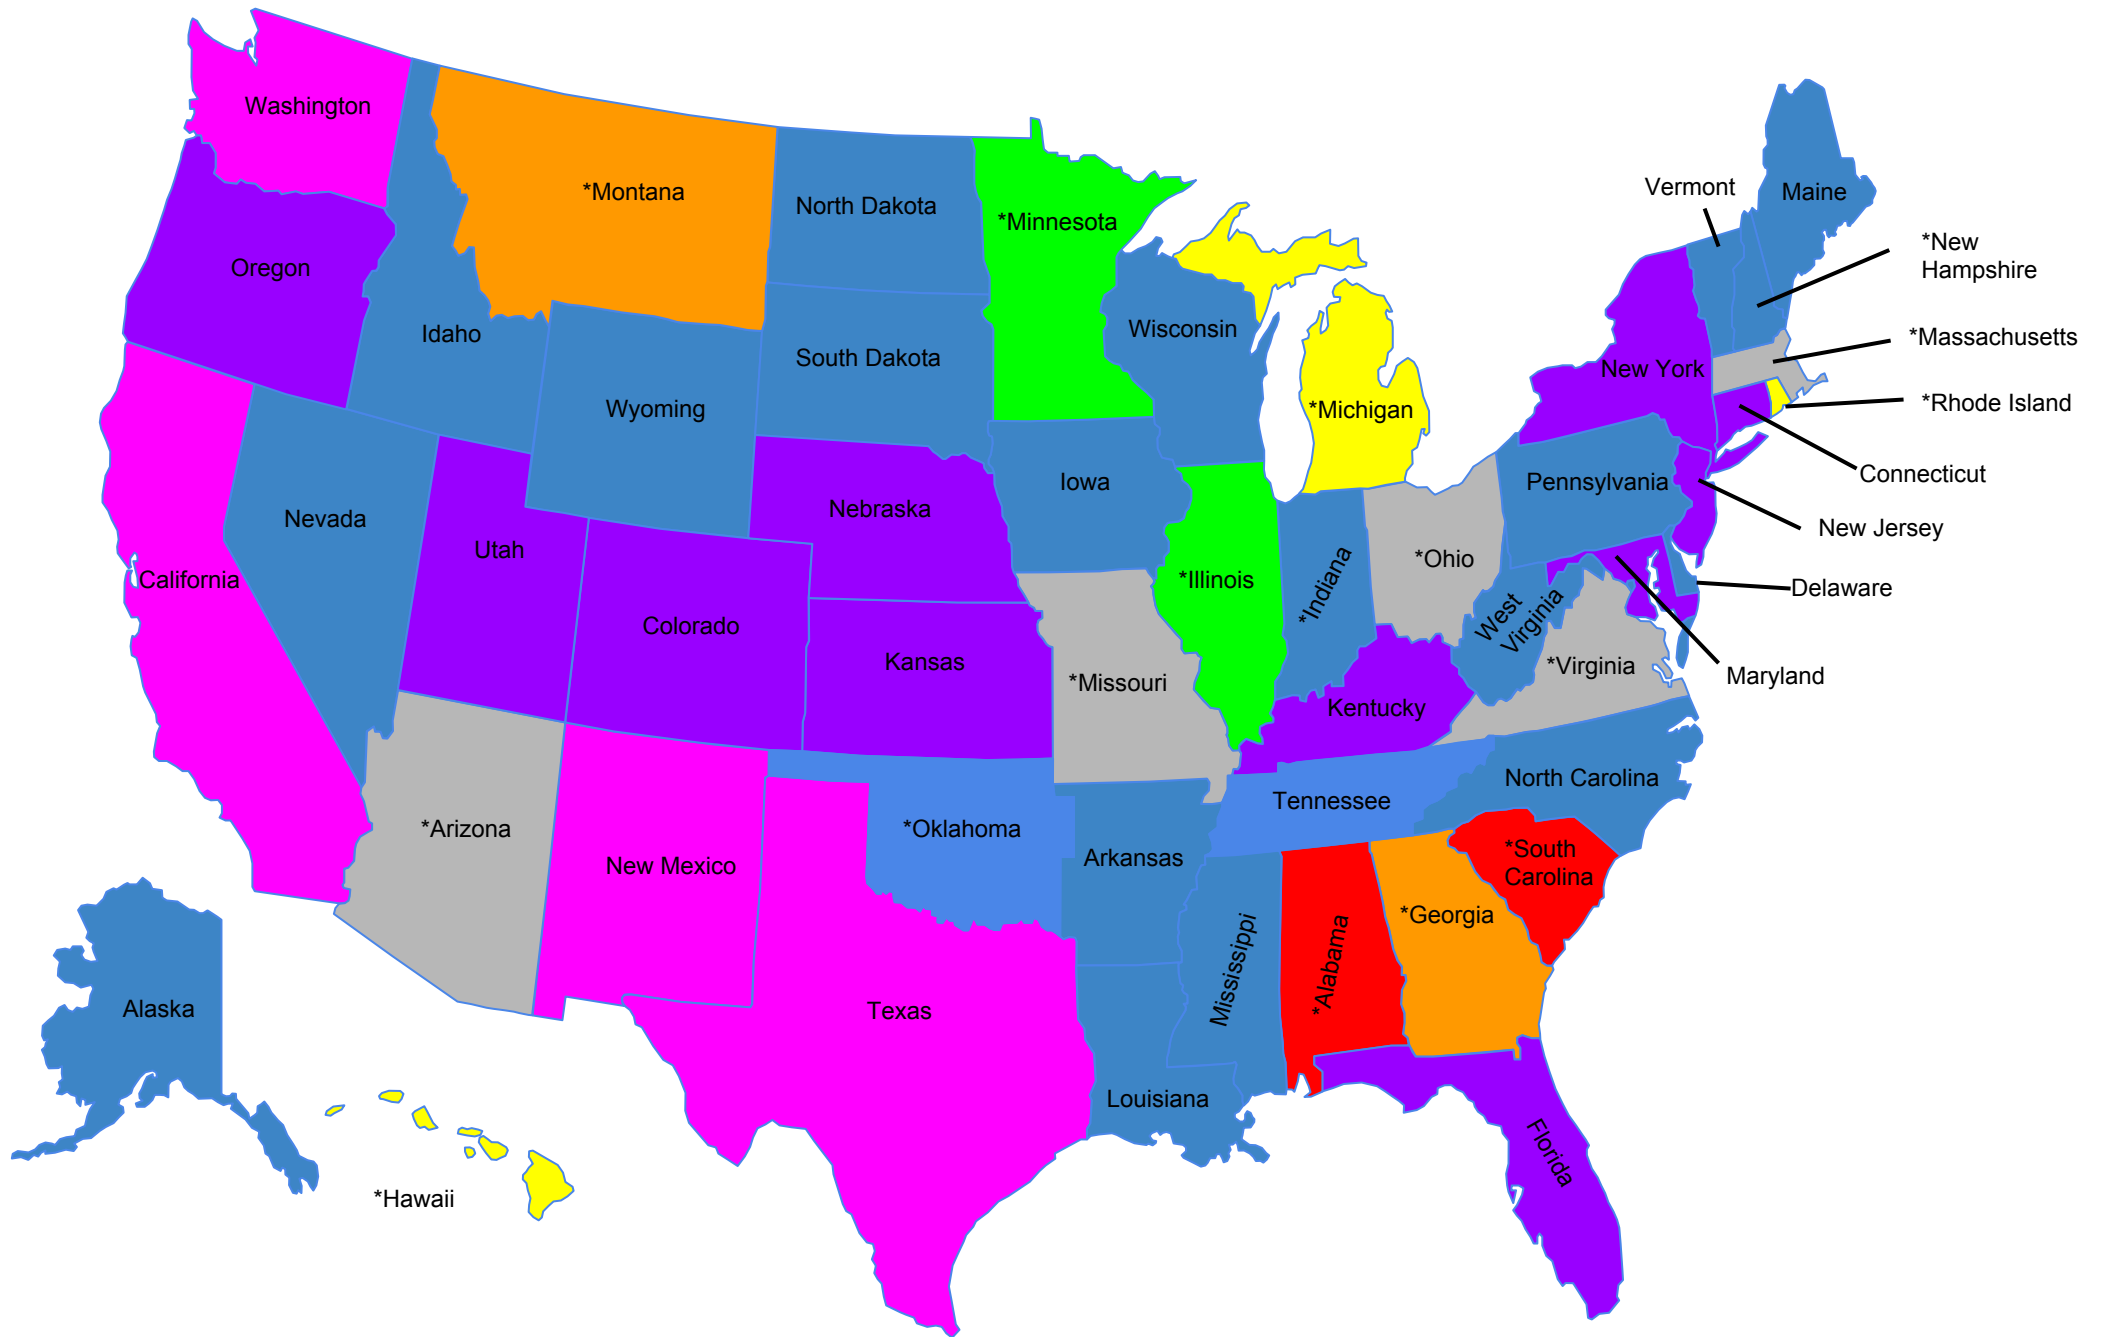 Washington
*Montana
North Dakota
*Minnesota
Vermont
Maine
*New
Hampshire
Oregon
Idaho
Wisconsin
South Dakota
Wyoming
*Massachusetts
New York
*Michigan
*Rhode Island
Connecticut
Pennsylvania
Iowa
Nebraska
Nevada
New Jersey
Utah
California
*Illinois
*Indiana
*Ohio
Delaware
West
Virginia
Colorado
Kansas
*Missouri
*Virginia
Maryland
Kentucky
North Carolina
Tennessee
*Arizona
*Oklahoma
New Mexico
Arkansas
*South
Carolina
*Georgia
*Alabama
Mississippi
Alaska
Texas
Louisiana
Florida
*Hawaii